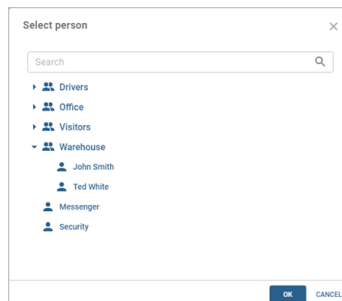 Select person
Search
Drivers
Office
Visitors
Warehouse
John Smith
Ted White
Messenger
Security
OK
CANCEL